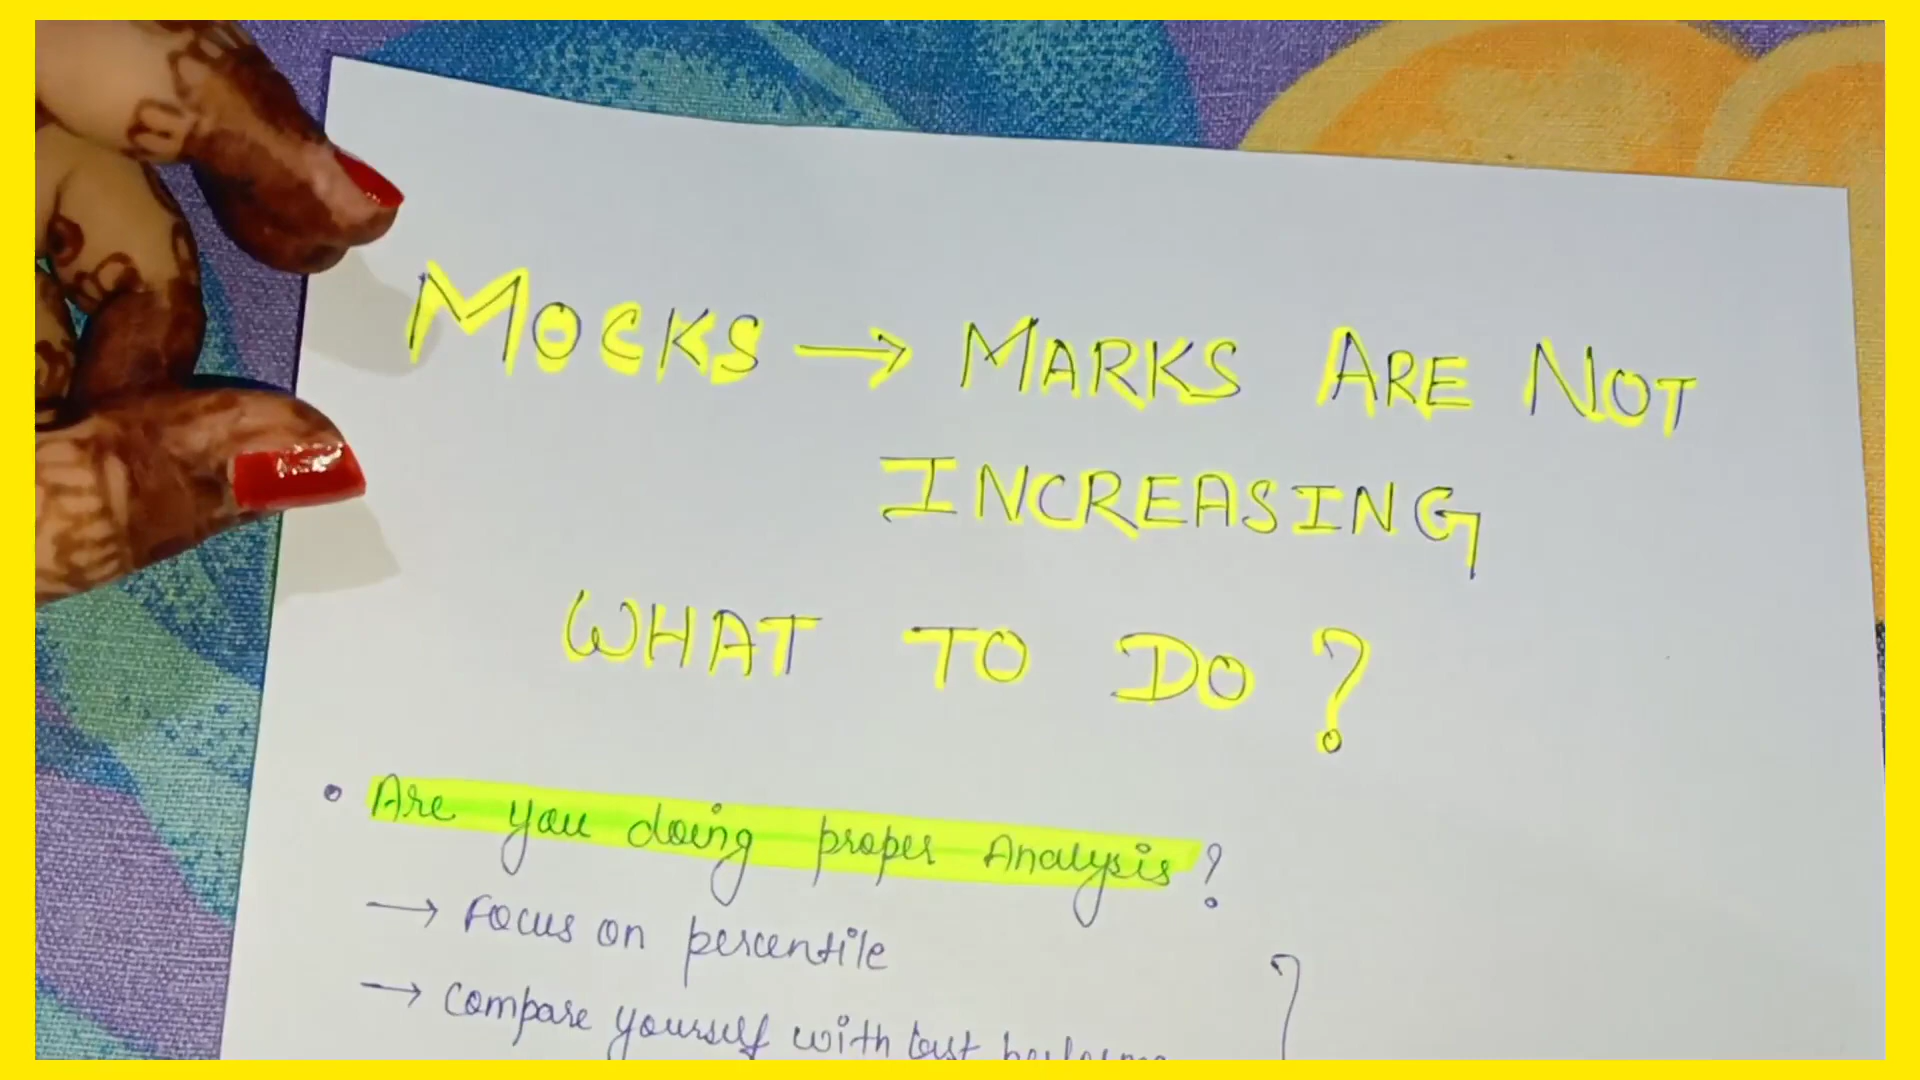 MOCKS → MARKS ARE NOT
INCREASING
WHAT TO DO ?
• Are you doing proper Analysis ?
→ Focus on percentile
→ compare yourself with last